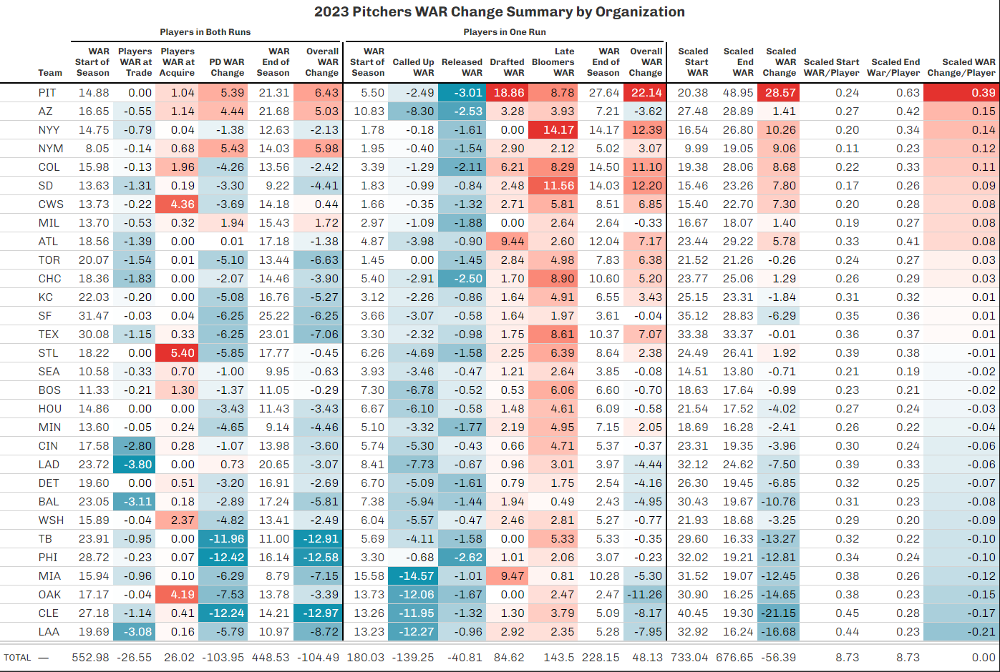 2023 Pitchers WAR Change Summary by Organization
Players in Both Runs Players in One Run
WAR Players Players WAR Overall WAR Late WAR Overall Scaled Scaled Scaled
Start of WAR at WAR at PD WAR End of WAR Start of Called Up Released Drafted Bloomers End of WAR Start End WAR Scaled Start Scaled End Scaled WAR
Team Season Trade Acquire Change Season Change Season WAR WAR WAR WAR Season Change WAR WAR Change WAR/Player War/Player Change/Player
PIT 14.88 0.00 1.04 5.39 21.31 6.43 5.50 -2.49 -3.01 18.86 8.78 27.64 22.14 20.38 48.95 28.57 0.24 0.63 0.39
AZ 16.65 -0.55 1.14 4.44 21.68 5.03 10.83 -8.30 -2.53 3.28 3.93 7.21 -3.62 27.48 28.89 1.41 0.27 0.42 0.15
NYY 14.75 -0.79 0.04 -1.38 12.63 -2.13 1.78 -0.18 -1.61 0.00 14.17 14.17 12.39 16.54 26.80 10.26 0.20 0.34 0.14
NYM 8.05 -0.14 0.68 5.43 14.03 5.98 1.95 -0.40 -1.54 2.90 2.12 5.02 3.07 9.99 19.05 9.06 0.11 0.23 0.12
COL 15.98 -0.13 1.96 -4.26 13.56 -2.42 3.39 -1.29 -2.11 6.21 8.29 14.50 11.10 19.38 28.06 8.68 0.22 0.33 0.11
SD 13.63 -1.31 0.19 -3.30 9.22 -4.41 1.83 -0.99 -0.84 2.48 11.56 14.03 12.20 15.46 23.26 7.80 0.17 0.26 0.09
CWS 13.73 -0.22 4.36 -3.69 14.18 0.44 1.66 -0.35 -1.32 2.71 5.81 8.51 6.85 15.40 22.70 7.30 0.20 0.28 0.08
MIL 13.70 -0.53 0.32 1.94 15.43 1.72 2.97 -1.09 -1.88 0.00 2.64 2.64 -0.33 16.67 18.07 1.40 0.19 0.27 0.08
ATL 18.56 -1.39 0.00 0.01 17.18 -1.38 4.87 -3.98 -0.90 9.44 2.60 12.04 7.17 23.44 29.22 5.78 0.33 0.41 0.08
TOR 20.07 -1.54 0.01 -5.10 13.44 -6.63 1.45 0.00 -1.45 2.84 4.98 7.83 6.38 21.52 21.26 -0.26 0.24 0.27 0.03
CHC 18.36 -1.83 0.00 -2.07 14.46 -3.90 5.40 -2.91 -2.50 1.70 8.90 10.60 5.20 23.77 25.06 1.29 0.26 0.29 0.03
KC 22.03 -0.20 0.00 -5.08 16.76 -5.27 3.12 -2.26 -0.86 1.64 4.91 6.55 3.43 25.15 23.31 -1.84 0.31 0.32 0.01
SF 31.47 -0.03 0.04 -6.25 25.22 -6.25 3.66 -3.07 -0.58 1.64 1.97 3.61 -0.04 35.12 28.83 -6.29 0.35 0.36 0.01
TEX 30.08 -1.15 0.33 -6.25 23.01 -7.06 3.30 -2.32 -0.98 1.75 8.61 10.37 7.07 33.38 33.37 -0.01 0.36 0.37 0.01
STL 18.22 0.00 5.40 -5.85 17.77 -0.45 6.26 -4.69 -1.58 2.25 6.39 8.64 2.38 24.49 26.41 1.92 0.39 0.38 -0.01
SEA 10.58 -0.33 0.70 -1.00 9.95 -0.63 3.93 -3.46 -0.47 1.21 2.64 3.85 -0.08 14.51 13.80 -0.71 0.21 0.19 -0.02
BOS 11.33 -0.21 1.30 -1.37 11.05 -0.29 7.30 -6.78 -0.52 0.53 6.06 6.60 -0.70 18.63 17.64 -0.99 0.23 0.21 -0.02
HOU 14.86 0.00 0.00 -3.43 11.43 -3.43 6.67 -6.10 -0.58 1.48 4.61 6.09 -0.58 21.54 17.52 -4.02 0.27 0.24 -0.03
MIN 13.60 -0.05 0.24 -4.65 9.14 -4.46 5.10 -3.32 -1.77 2.19 4.95 7.15 2.05 18.69 16.28 -2.41 0.26 0.22 -0.04
CIN 17.58 -2.80 0.28 -1.07 13.98 -3.60 5.74 -5.30 -0.43 0.66 4.71 5.37 -0.37 23.31 19.35 -3.96 0.30 0.24 -0.06
LAD 23.72 -3.80 0.00 0.73 20.65 -3.07 8.41 -7.73 -0.67 0.96 3.01 3.97 -4.44 32.12 24.62 -7.50 0.39 0.33 -0.06
DET 19.60 0.00 0.51 -3.20 16.91 -2.69 6.70 -5.09 -1.61 0.79 1.75 2.54 -4.16 26.30 19.45 -6.85 0.32 0.25 -0.07
BAL 23.05 -3.11 0.18 -2.89 17.24 -5.81 7.38 -5.94 -1.44 1.94 0.49 2.43 -4.95 30.43 19.67 -10.76 0.31 0.23 -0.08
WSH 15.89 -0.04 2.37 -4.82 13.41 -2.49 6.04 -5.57 -0.47 2.46 2.81 5.27 -0.77 21.93 18.68 -3.25 0.29 0.20 -0.09
TB 23.91 -0.95 0.00 -11.96 11.00 -12.91 5.69 -4.11 -1.58 0.00 5.33 5.33 -0.35 29.60 16.33 -13.27 0.32 0.22 -0.10
PHI 28.72 -0.23 0.07 -12.42 16.14 -12.58 3.30 -0.68 -2.62 1.01 2.06 3.07 -0.23 32.02 19.21 -12.81 0.34 0.24 -0.10
MIA 15.94 -0.96 0.10 -6.29 8.79 -7.15 15.58 -14.57 -1.01 9.47 0.81 10.28 -5.30 31.52 19.07 -12.45 0.38 0.26 -0.12
OAK 17.17 -0.04 4.19 -7.53 13.78 -3.39 13.73 -12.06 -1.67 0.00 2.47 2.47 -11.26 30.90 16.25 -14.65 0.38 0.23 -0.15
CLE 27.18 -1.14 0.41 -12.24 14.21 -12.97 13.26 -11.95 -1.32 1.30 3.79 5.09 -8.17 40.45 19.30 -21.15 0.45 0.28 -0.17
LAA 19.69 -3.08 0.16 -5.79 10.97 -8.72 13.23 -12.27 -0.96 2.92 2.35 5.28 -7.95 32.92 16.24 -16.68 0.44 0.23 -0.21
TOTAL — 552.98 -26.55 26.02 -103.95 448.53 -104.49 180.03 -139.25 -40.81 84.62 143.5 228.15 48.13 733.04 676.65 -56.39 8.73 8.73 0.00